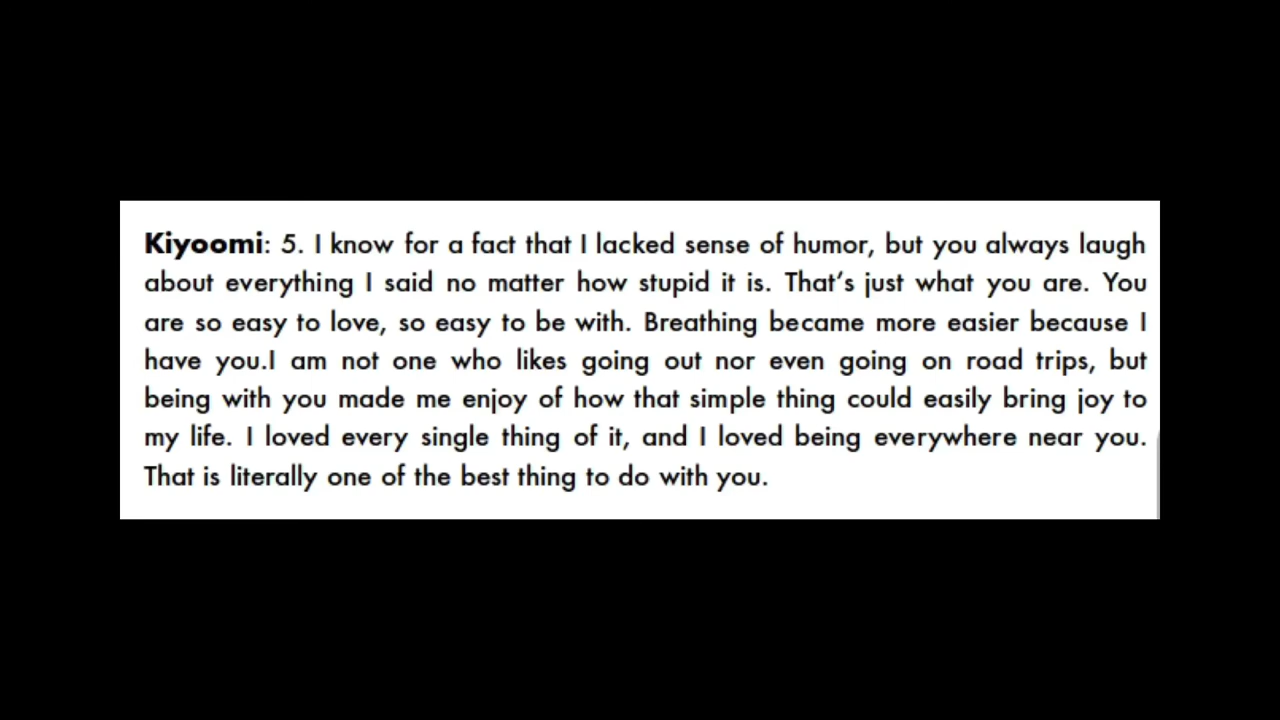 Kiyoomi: 5. I know for a fact that I lacked sense of humor, but you always laugh
about everything I said no matter how stupid it is. That's just what you are. You
are so easy to love, so easy to be with. Breathing became more easier because I
have you.I am not one who likes going out nor even going on road trips, but
being with you made me enjoy of how that simple thing could easily bring joy to
my life. I loved every single thing of it, and I loved being everywhere near you.
That is literally one of the best thing to do with you.